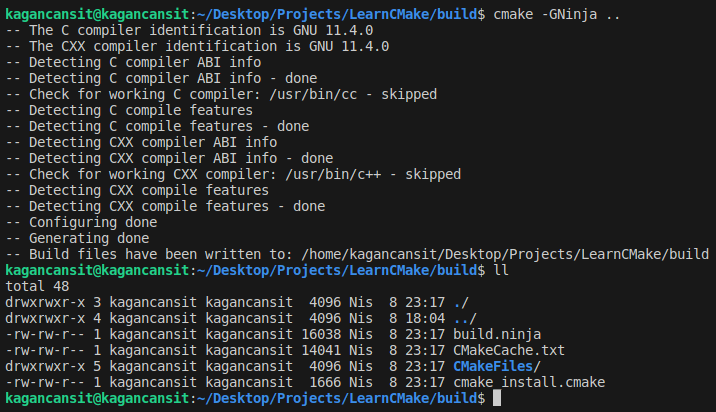 kagancansit@kagancansit:~/Desktop/Projects/LearnCMake/build$ cmake -GNinja ..
-- The C compiler identification is GNU 11.4.0
-- The CXX compiler identification is GNU 11.4.0
-- Detecting C compiler ABI info
-- Detecting C compiler ABI info - done
-- Check for working C compiler: /usr/bin/cc - skipped
-- Detecting C compile features
-- Detecting C compile features - done
-- Detecting CXX compiler ABI info
-- Detecting CXX compiler ABI info - done
-- Check for working CXX compiler: /usr/bin/c++ - skipped
-- Detecting CXX compile features
-- Detecting CXX compile features - done
-- Configuring done
-- Generating done
-- Build files have been written to: /home/kagancansit/Desktop/Projects/LearnCMake/build
kagancansit@kagancansit:~/Desktop/Projects/LearnCMake/build$ ll
total 48
drwxrwxr-x 3 kagancansit kagancansit  4096 Nis  8 23:17 ./
drwxrwxr-x 4 kagancansit kagancansit  4096 Nis  8 18:04 ../
-rw-rw-r-- 1 kagancansit kagancansit 16038 Nis  8 23:17 build.ninja
-rw-rw-r-- 1 kagancansit kagancansit 14041 Nis  8 23:17 CMakeCache.txt
drwxrwxr-x 5 kagancansit kagancansit  4096 Nis  8 23:17 CMakeFiles/
-rw-rw-r-- 1 kagancansit kagancansit  1666 Nis  8 23:17 cmake_install.cmake
kagancansit@kagancansit:~/Desktop/Projects/LearnCMake/build$